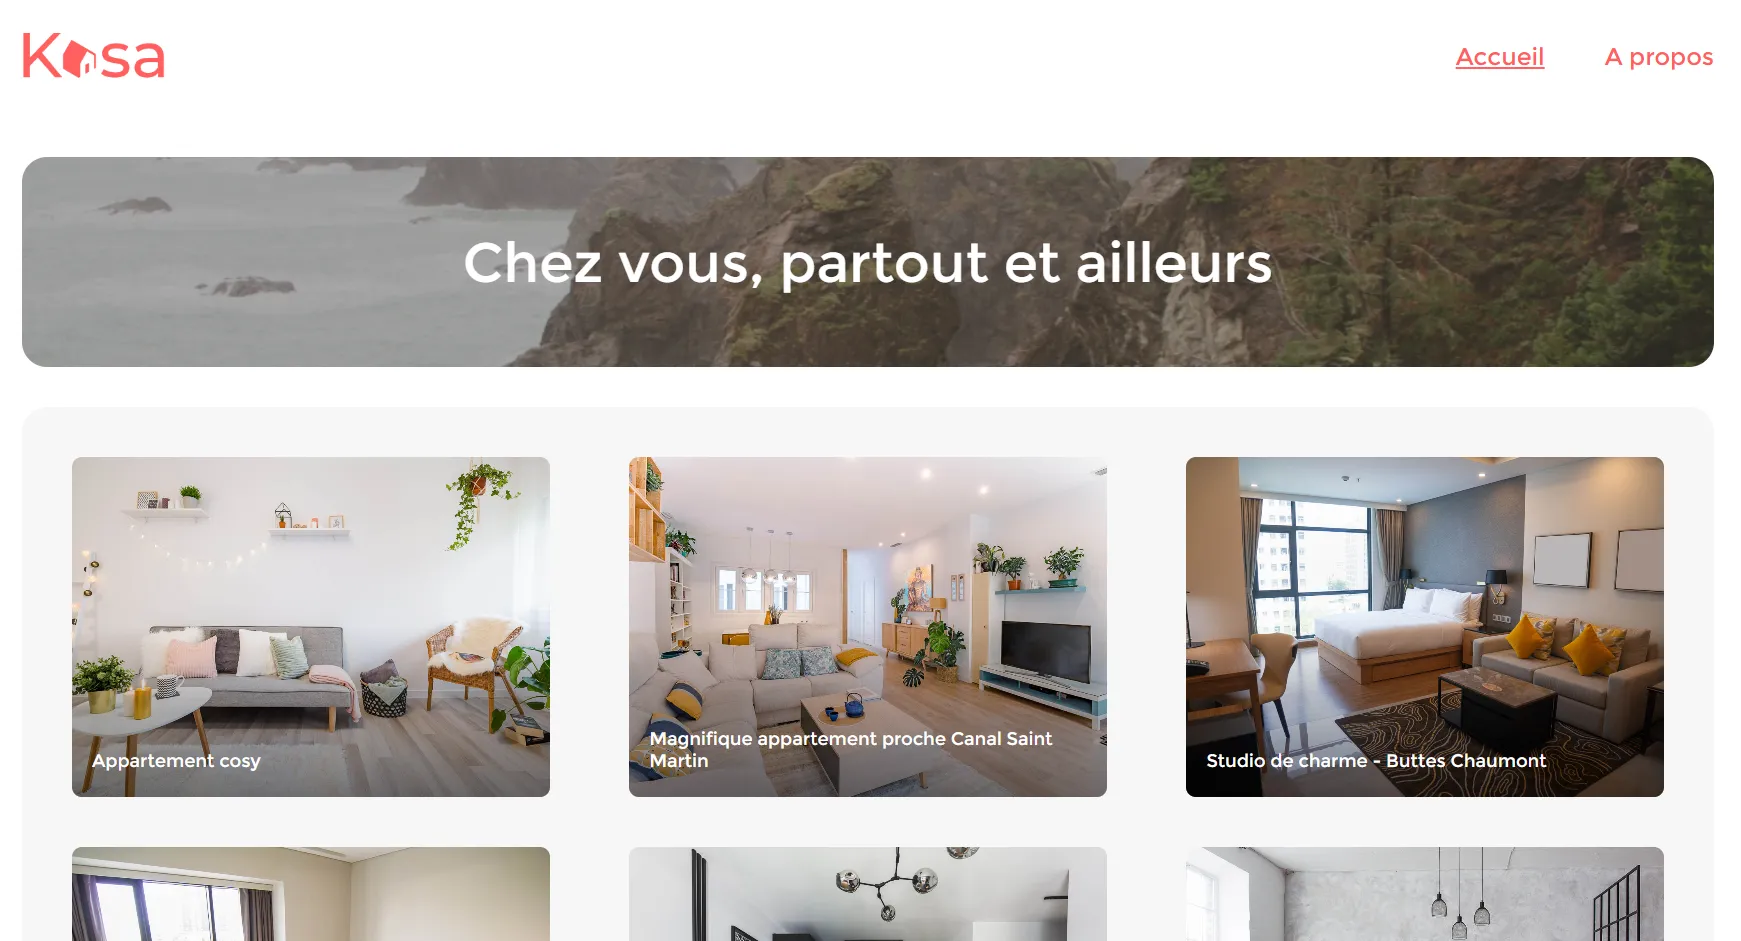 Kasa
Accueil
A propos
Chez vous, partout et ailleurs
Appartement cosy
Magnifique appartement proche Canal Saint
Martin
Studio de charme - Buttes Chaumont